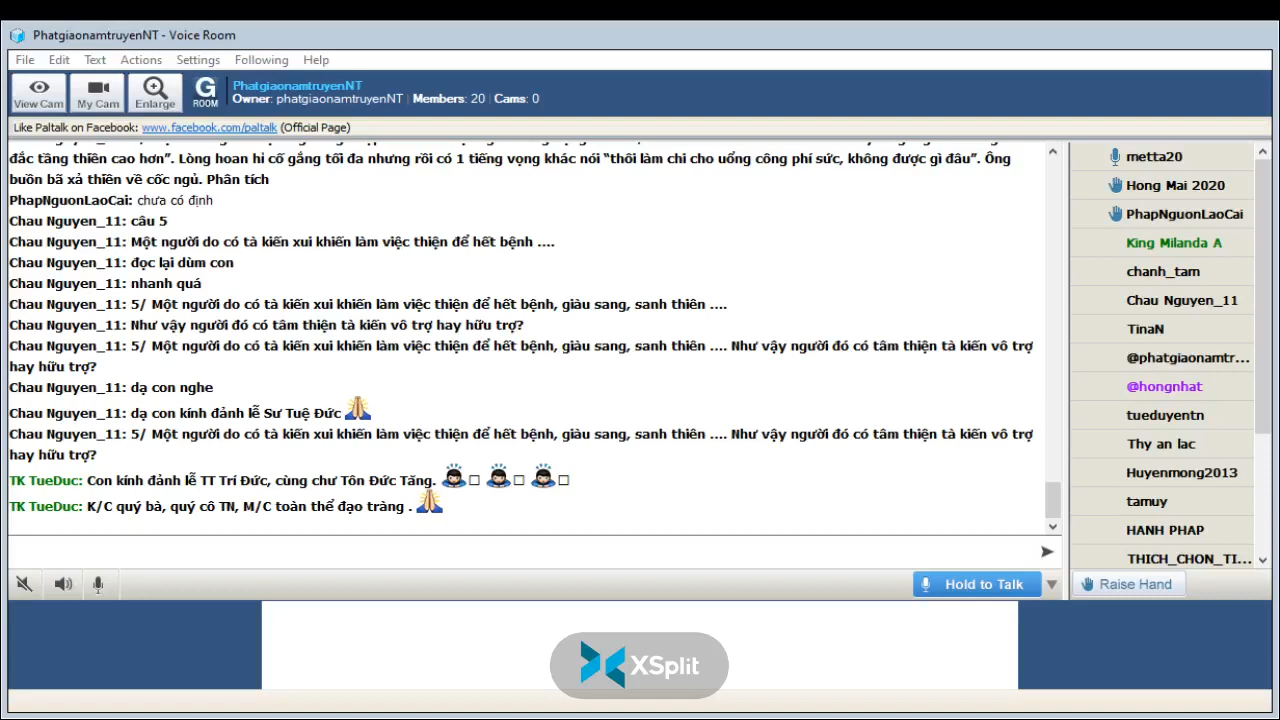 PhatgiaonamtruyenNT - Voice Room
File Edit Text Actions Settings Following Help
View Cam My Cam Enlarge G ROOM
PhatgiaonamtruyenNT
Owner: phatgiaonamtruyenNT | Members: 20 | Cams: 0
Like Paltalk on Facebook: www.facebook.com/paltalk (Official Page)
đắc tầng thiền cao hơn”. Lòng hoan hỉ cố gắng tối đa nhưng rồi có 1 tiếng vọng khác nói “thôi làm chi cho uổng công phí sức, không được gì đâu”. Ông
buồn bã xả thiền về cốc ngủ. Phân tích
PhapNguonLaoCai: chưa có định
Chau Nguyen_11: câu 5
Chau Nguyen_11: Một người do có tà kiến xui khiến làm việc thiện để hết bệnh ....
Chau Nguyen_11: đọc lại dùm con
Chau Nguyen_11: nhanh quá
Chau Nguyen_11: 5/ Một người do có tà kiến xui khiến làm việc thiện để hết bệnh, giàu sang, sanh thiên ....
Chau Nguyen_11: Như vậy người đó có tâm thiện tà kiến vô trợ hay hữu trợ?
Chau Nguyen_11: 5/ Một người do có tà kiến xui khiến làm việc thiện để hết bệnh, giàu sang, sanh thiên .... Như vậy người đó có tâm thiện tà kiến vô trợ
hay hữu trợ?
Chau Nguyen_11: dạ con nghe
Chau Nguyen_11: dạ con kính đảnh lễ Sư Tuệ Đức
Chau Nguyen_11: 5/ Một người do có tà kiến xui khiến làm việc thiện để hết bệnh, giàu sang, sanh thiên .... Như vậy người đó có tâm thiện tà kiến vô trợ
hay hữu trợ?
TK TueDuc: Con kính đảnh lễ TT Trí Đức, cùng chư Tôn Đức Tăng.
TK TueDuc: K/C quý bà, quý cô TN, M/C toàn thể đạo tràng .
Hold to Talk
metta20
Hong Mai 2020
PhapNguonLaoCai
King Milanda A
chanh_tam
Chau Nguyen_11
TinaN
@phatgiaonamtr...
@hongnhat
tueduyentn
Thy an lac
Huyenmong2013
tamuy
HANH PHAP
THICH_CHON_TI...
Raise Hand
XSplit